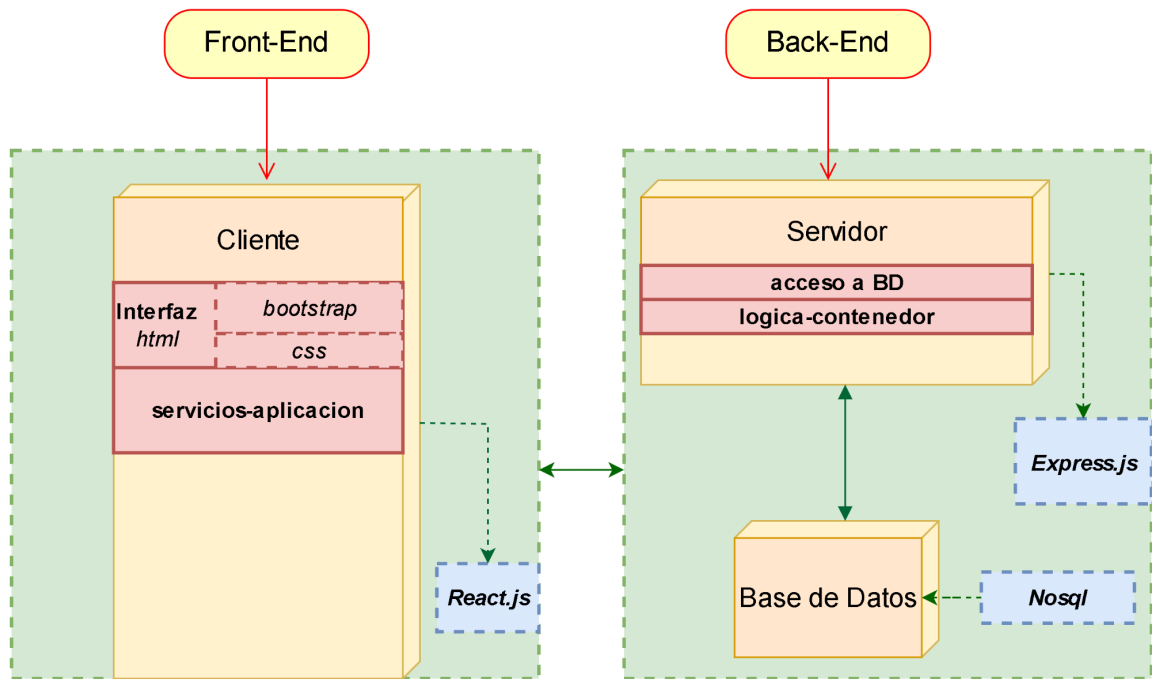 Front-End
Back-End
Cliente
Interfaz
html
bootstrap
css
servicios-aplicacion
React.js
Servidor
acceso a BD
logica-contenedor
Express.js
Base de Datos
Nosql